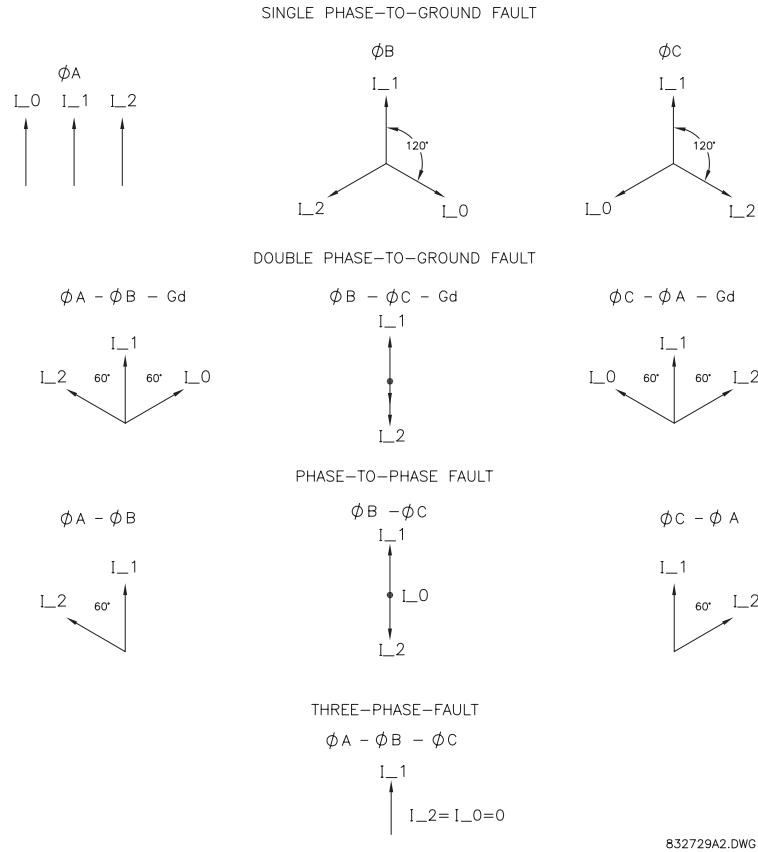 SINGLE PHASE-TO-GROUND FAULT
ϕA
I_0 I_1 I_2
ϕB
I_1
120°
I_2
I_0
ϕC
I_1
120°
I_0
I_2
DOUBLE PHASE-TO-GROUND FAULT
ϕA - ϕB - Gd
I_1
I_2 60° 60° I_0
ϕB - ϕC - Gd
I_1
I_2
ϕC - ϕA - Gd
I_1
I_0 60° 60° I_2
PHASE-TO-PHASE FAULT
ϕA - ϕB
I_1
I_2 60°
ϕB -ϕC
I_1
I_0
I_2
ϕC-ϕ A
I_1
60° I_2
THREE-PHASE-FAULT
ϕA - ϕB - ϕC
I_1
I_2= I_0=0
832729A2.DWG